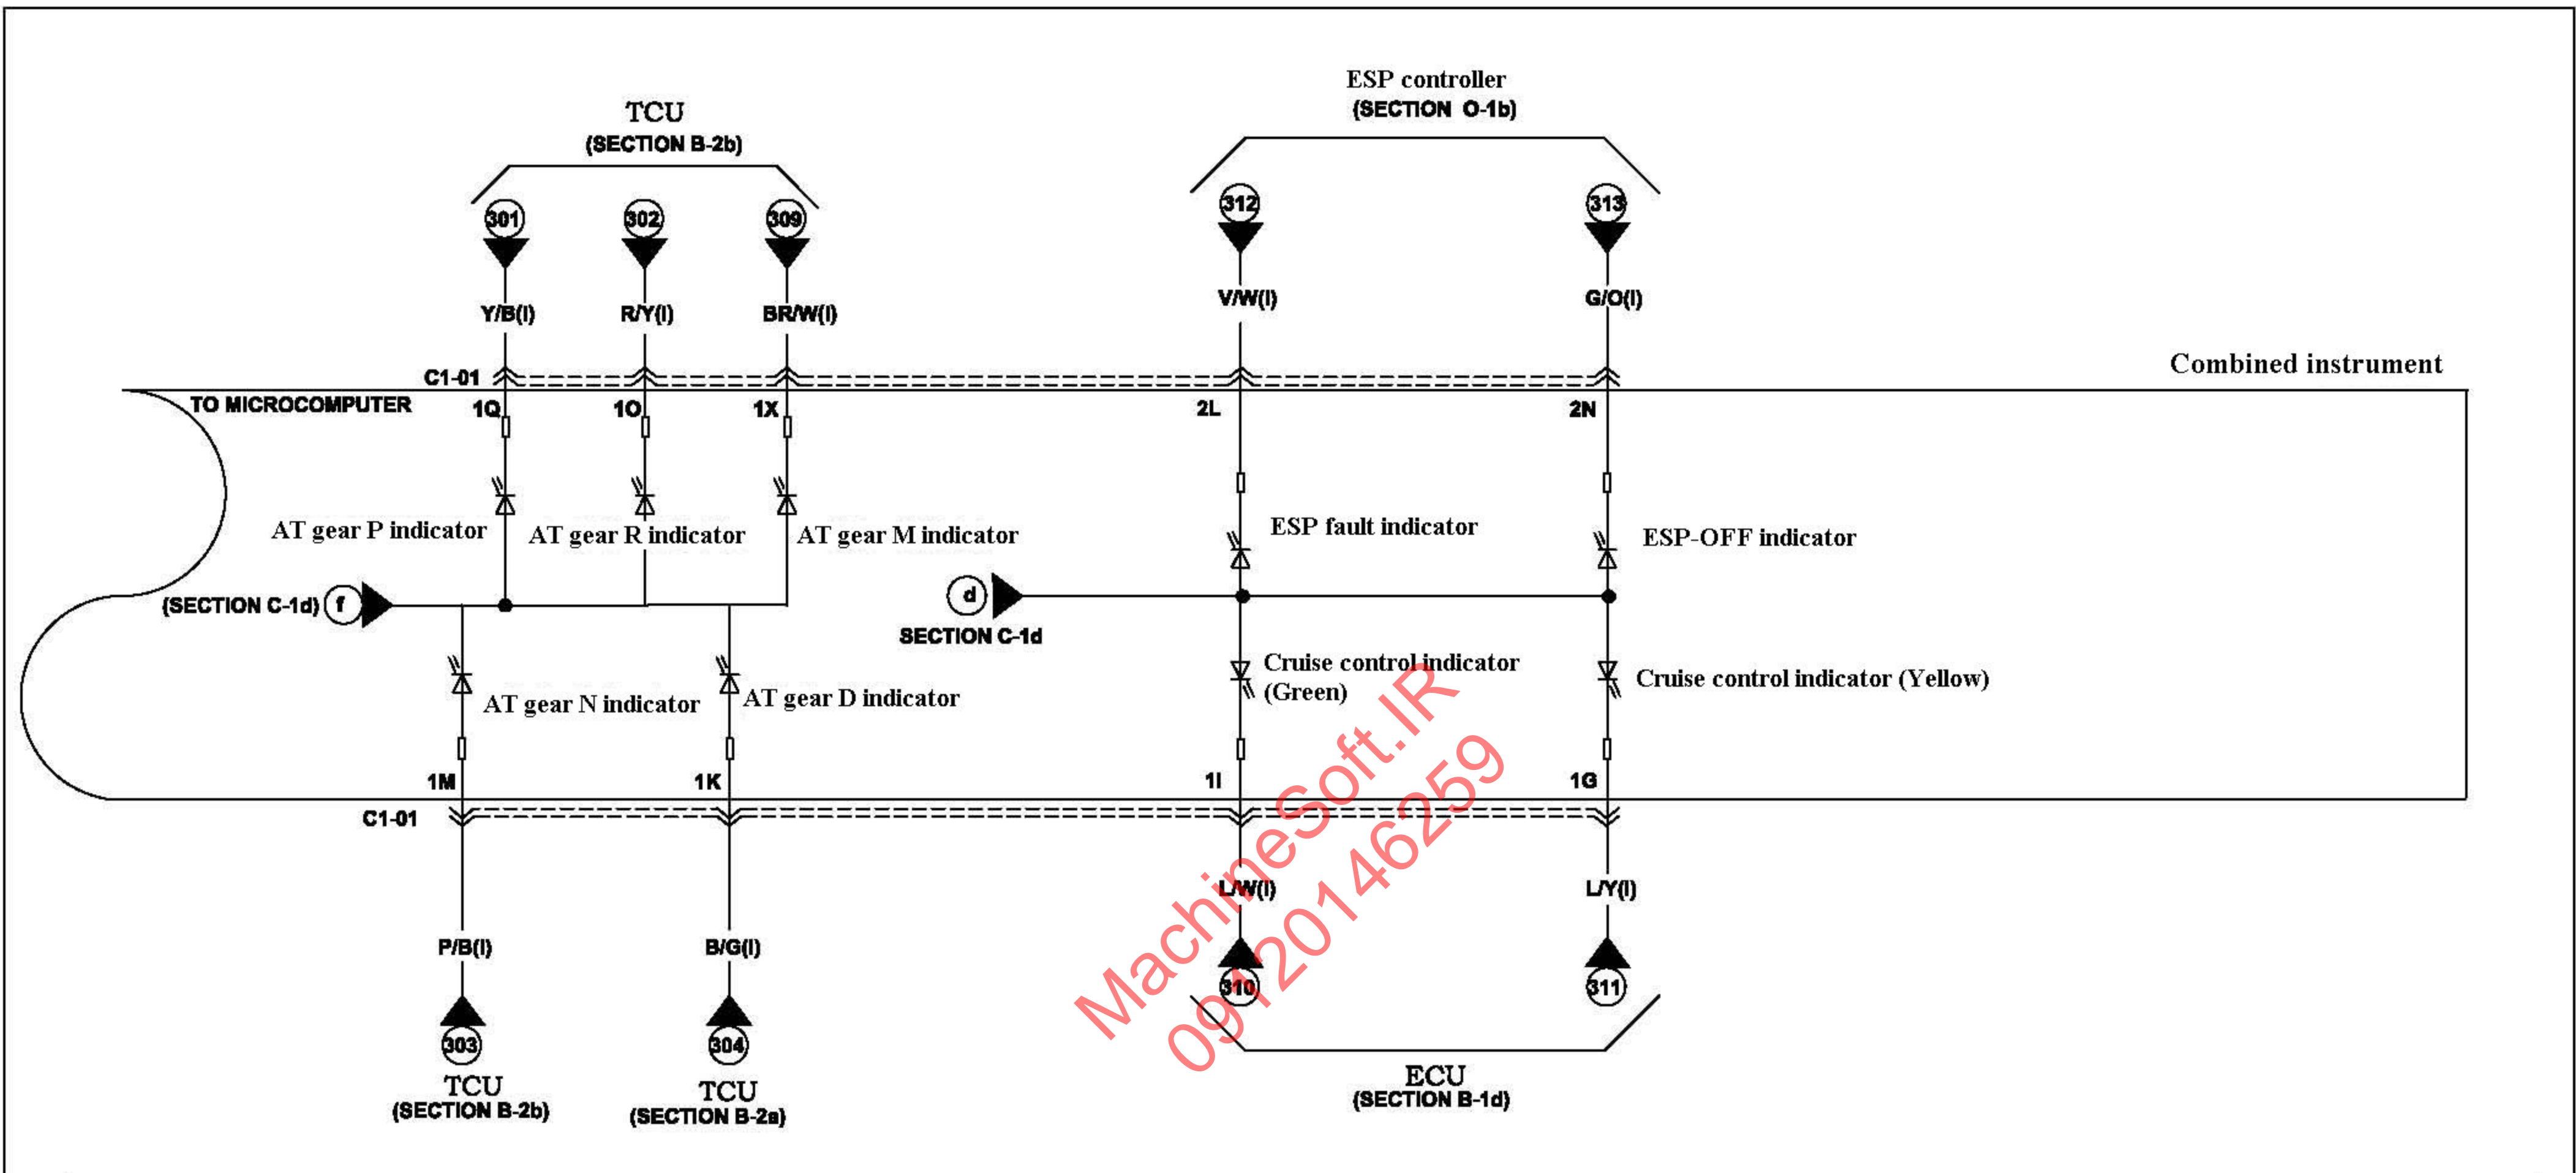 ESP controller
(SECTION O-1b)
TCU
(SECTION B-2b)
301
302
309
312
313
Y/B(I)
R/Y(I)
BR/W(I)
V/W(I)
G/O(I)
Combined instrument
C1-01
TO MICROCOMPUTER
1Q
1O
1X
2L
2N
AT gear P indicator
AT gear R indicator
AT gear M indicator
ESP fault indicator
ESP-OFF indicator
(SECTION C-1d)
f
d
SECTION C-1d
AT gear N indicator
AT gear D indicator
Cruise control indicator
(Green)
Cruise control indicator (Yellow)
1M
1K
1I
1G
C1-01
L/W(I)
L/Y(I)
P/B(I)
B/G(I)
310
311
303
304
TCU
(SECTION B-2b)
TCU
(SECTION B-2a)
ECU
(SECTION B-1d)
MachineSoft.IR
09120146259